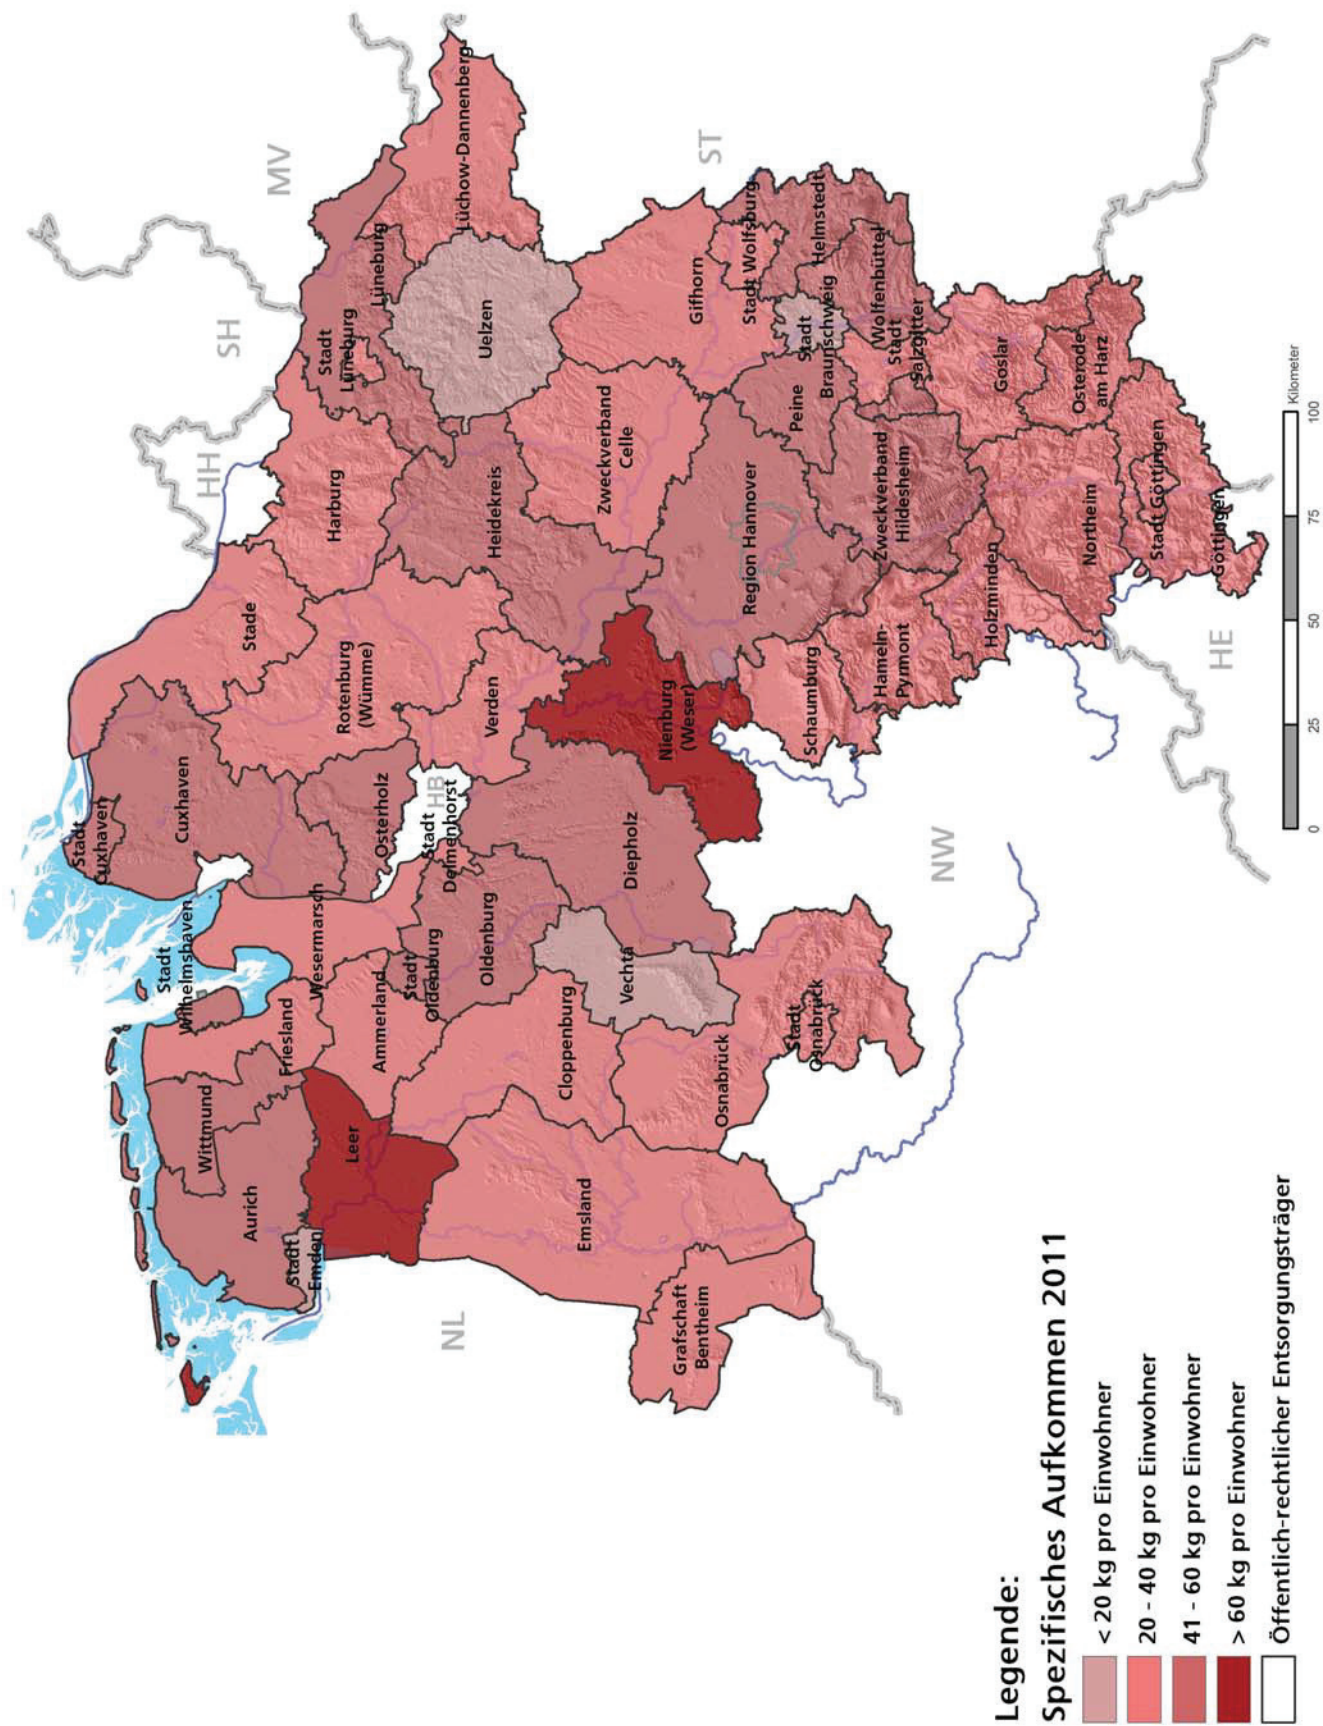 MV
SH
HH
ST
HB
NL
NW
HE
Stadt
Cuxhaven
Cuxhaven
Stade
Harburg
Stadt
Lüneburg
Lüneburg
Lüchow-Dannenberg
Uelzen
Stadt
Wilhelmshaven
Wesermarsch
Osterholz
Rotenburg
(Wümme)
Heidekreis
Wittmund
Friesland
Aurich
Stadt
Emden
Leer
Ammerland
Stadt
Oldenburg
Oldenburg
Stadt
Delmenhorst
Verden
Zweckverband
Celle
Gifhorn
Stadt Wolfsburg
Helmstedt
Emsland
Cloppenburg
Vechta
Diepholz
Nienburg
(Weser)
Region Hannover
Peine
Stadt
Braunschweig
Wolfenbüttel
Stadt
Salzgitter
Grafschaft
Bentheim
Osnabrück
Stadt
Osnabrück
Schaumburg
Hameln-
Pyrmont
Zweckverband
Hildesheim
Holzminden
Goslar
Osterode
am Harz
Northeim
Stadt Göttingen
Göttingen
Legende:
Spezifisches Aufkommen 2011
< 20 kg pro Einwohner
20 - 40 kg pro Einwohner
41 - 60 kg pro Einwohner
> 60 kg pro Einwohner
Öffentlich-rechtlicher Entsorgungsträger
0 25 50 75 100
Kilometer